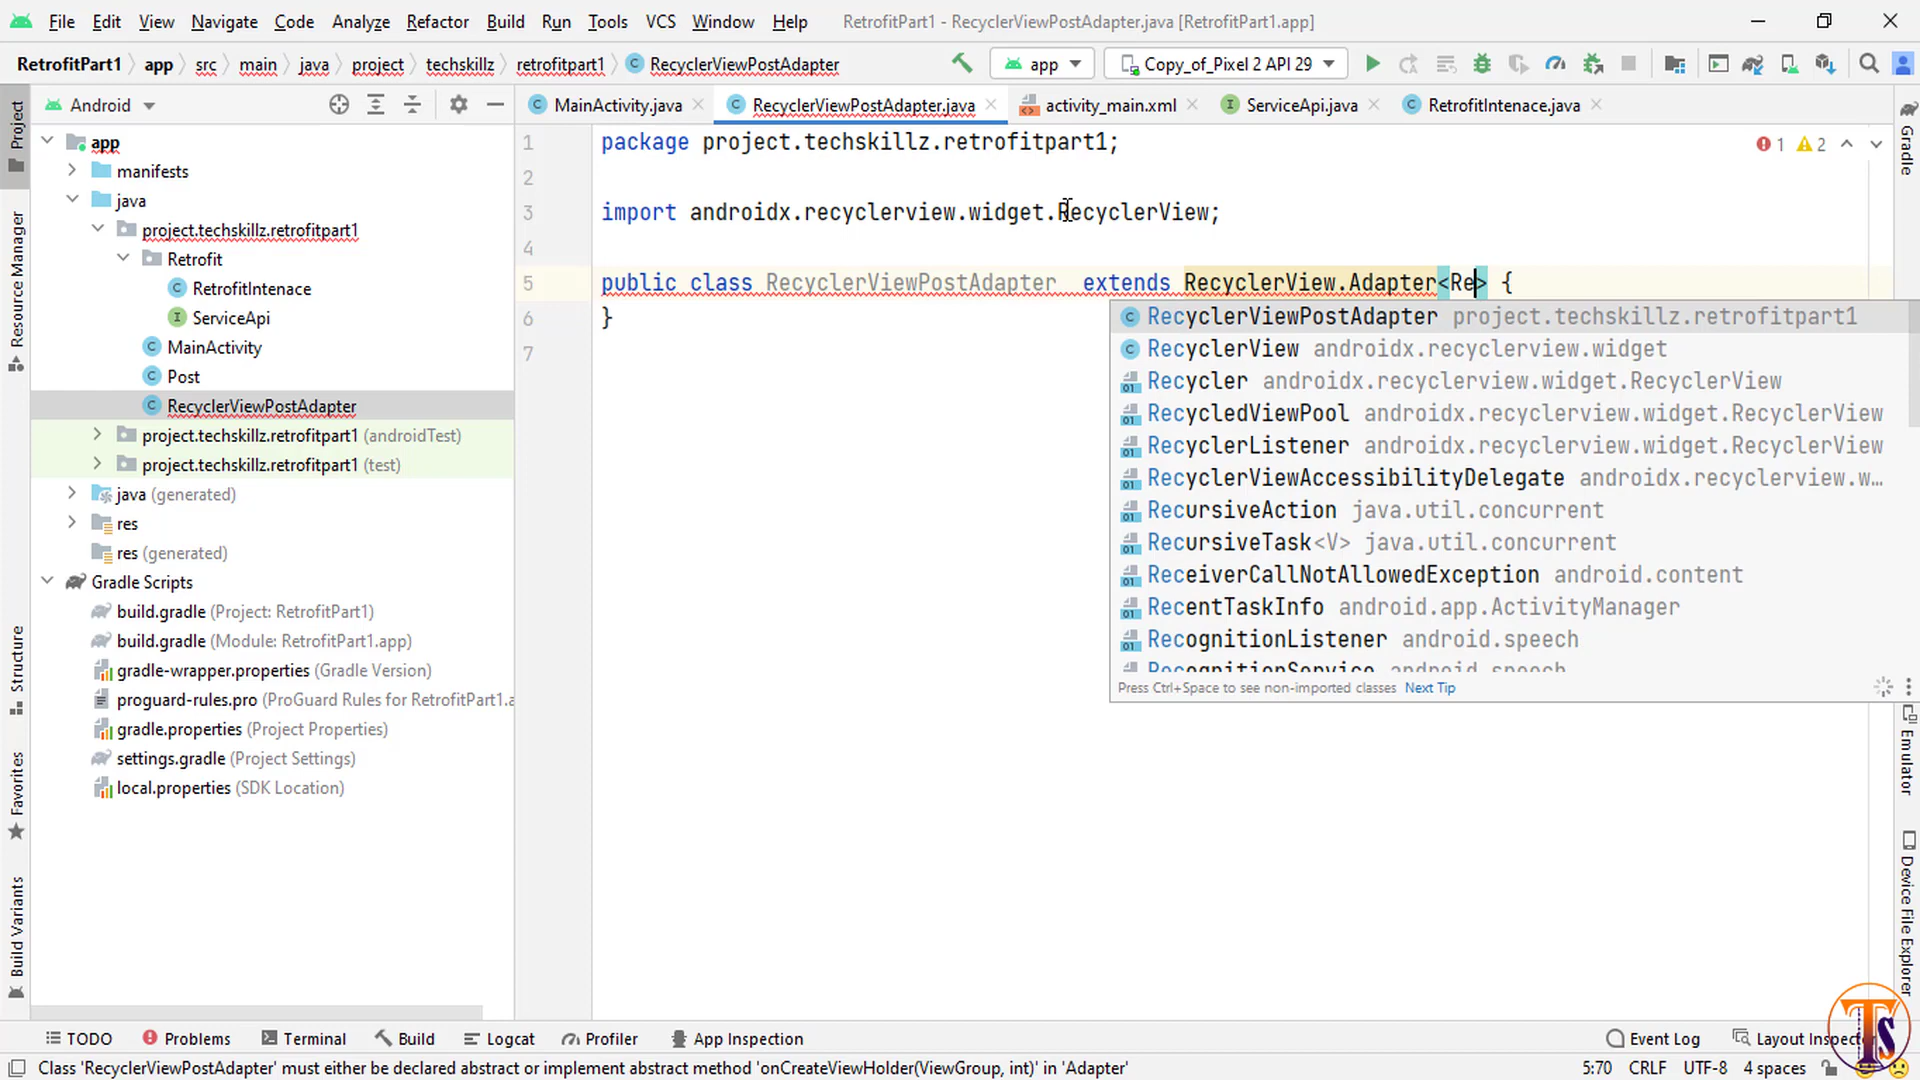 File Edit View Navigate Code Analyze Refactor Build Run Tools VCS Window Help RetrofitPart1 - RecyclerViewPostAdapter.java [RetrofitPart1.app]
RetrofitPart1 app src main java project techskillz retrofitpart1 RecyclerViewPostAdapter app Copy_of_Pixel 2 API 29
Android MainActivity.java RecyclerViewPostAdapter.java activity_main.xml ServiceApi.java RetrofitIntenace.java
Project
Resource Manager
Structure
Favorites
Build Variants
app
manifests
java
project.techskillz.retrofitpart1
Retrofit
RetrofitIntenace
ServiceApi
MainActivity
Post
RecyclerViewPostAdapter
project.techskillz.retrofitpart1 (androidTest)
project.techskillz.retrofitpart1 (test)
java (generated)
res
res (generated)
Gradle Scripts
build.gradle (Project: RetrofitPart1)
build.gradle (Module: RetrofitPart1.app)
gradle-wrapper.properties (Gradle Version)
proguard-rules.pro (ProGuard Rules for RetrofitPart1.a
gradle.properties (Project Properties)
settings.gradle (Project Settings)
local.properties (SDK Location)
1 package project.techskillz.retrofitpart1;
2
3 import androidx.recyclerview.widget.RecyclerView;
4
5 public class RecyclerViewPostAdapter extends RecyclerView.Adapter<Re> {
6 }
7
1 2
RecyclerViewPostAdapter project.techskillz.retrofitpart1
RecyclerView androidx.recyclerview.widget
Recycler androidx.recyclerview.widget.RecyclerView
RecycledViewPool androidx.recyclerview.widget.RecyclerView
RecyclerListener androidx.recyclerview.widget.RecyclerView
RecyclerViewAccessibilityDelegate androidx.recyclerview.w…
RecursiveAction java.util.concurrent
RecursiveTask<V> java.util.concurrent
ReceiverCallNotAllowedException android.content
RecentTaskInfo android.app.ActivityManager
RecognitionListener android.speech
RecognitionService android.speech
Press Ctrl+Space to see non-imported classes Next Tip
Gradle
Emulator
Device File Explorer
TODO Problems Terminal Build Logcat Profiler App Inspection Event Log Layout Inspecto
TS
Class 'RecyclerViewPostAdapter' must either be declared abstract or implement abstract method 'onCreateViewHolder(ViewGroup, int)' in 'Adapter' 5:70 CRLF UTF-8 4 spaces